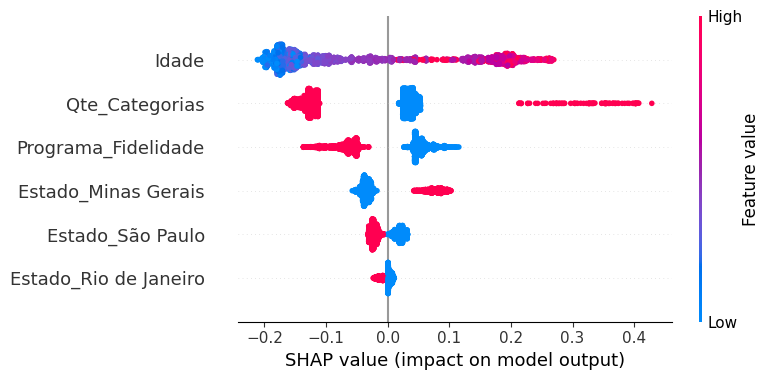 High
Idade
Qte_Categorias
Programa_Fidelidade
Estado_Minas Gerais
Estado_São Paulo
Estado_Rio de Janeiro
Feature value
Low
−0.2 −0.1 0.0 0.1 0.2 0.3 0.4
SHAP value (impact on model output)